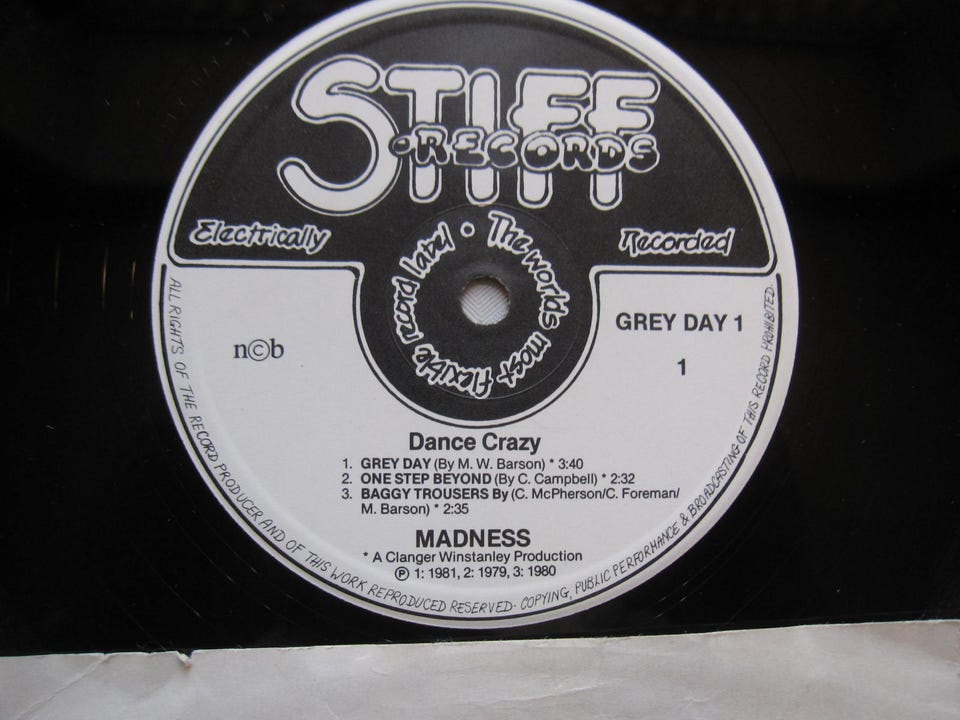 STIFF
RECORDS
Electrically
Recorded
The worlds most flexible record label
GREY DAY 1
n©b
1
Dance Crazy
1. GREY DAY (By M. W. Barson) * 3:40
2. ONE STEP BEYOND (By C. Campbell) * 2:32
3. BAGGY TROUSERS By (C. McPherson/C. Foreman/
M. Barson) * 2:35
MADNESS
* A Clanger Winstanley Production
℗ 1: 1981, 2: 1979, 3: 1980
ALL RIGHTS OF THE RECORD PRODUCER AND OF THIS WORK REPRODUCED RESERVED· COPYING, PUBLIC PERFORMANCE & BROADCASTING OF THIS RECORD PROHIBITED.